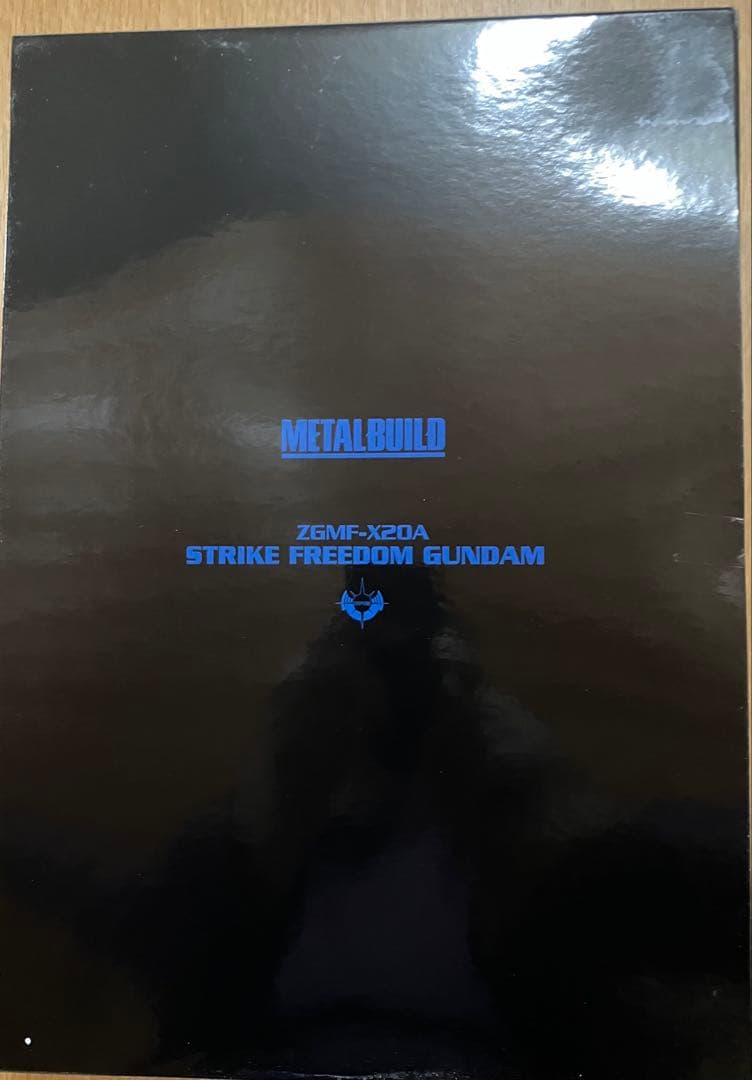 METALBUILD
ZGMF-X20A
STRIKE FREEDOM GUNDAM